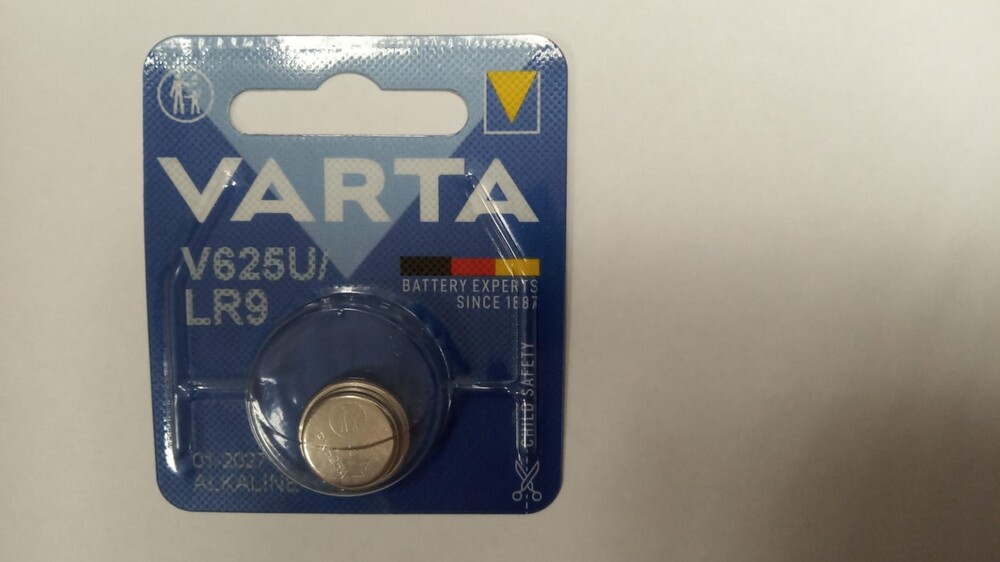 VARTA
V625U/
LR9
BATTERY EXPERTS
SINCE 1887
CHILD SAFETY
01-2027
ALKALINE